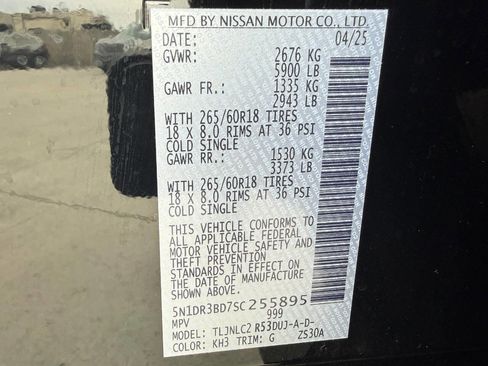 MFD BY NISSAN MOTOR CO., LTD.
DATE: 04/25
GVWR: 2676 KG
5900 LB
GAWR FR.: 1335 KG
2943 LB
WITH 265/60R18 TIRES
18 X 8.0 RIMS AT 36 PSI
COLD SINGLE
GAWR RR.: 1530 KG
3373 LB
WITH 265/60R18 TIRES
18 X 8.0 RIMS AT 36 PSI
COLD SINGLE
THIS VEHICLE CONFORMS TO
ALL APPLICABLE FEDERAL
MOTOR VEHICLE SAFETY AND
THEFT PREVENTION
STANDARDS IN EFFECT ON
THE DATE OF MANUFACTURE
SHOWN ABOVE.
5N1DR3BD7SC255895
MPV 999
MODEL: TLJNLC2 R53DUJ-A-D-
COLOR: KH3 TRIM: G ZS30A